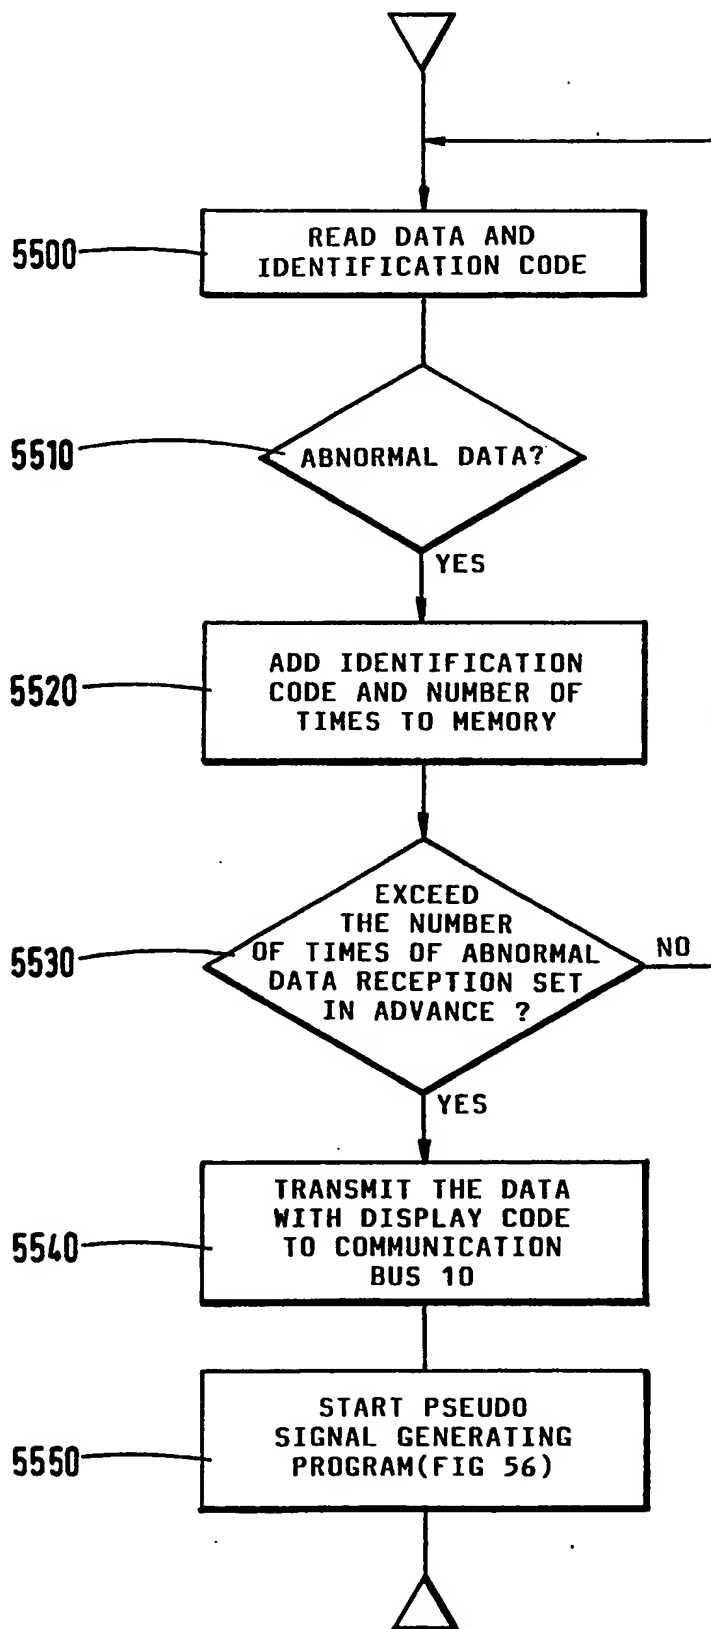 5500
READ DATA AND
IDENTIFICATION CODE
5510
ABNORMAL DATA?
YES
5520
ADD IDENTIFICATION
CODE AND NUMBER OF
TIMES TO MEMORY
5530
EXCEED
THE NUMBER
OF TIMES OF ABNORMAL
DATA RECEPTION SET
IN ADVANCE ?
NO
YES
5540
TRANSMIT THE DATA
WITH DISPLAY CODE
TO COMMUNICATION
BUS 10
5550
START PSEUDO
SIGNAL GENERATING
PROGRAM(FIG 56)